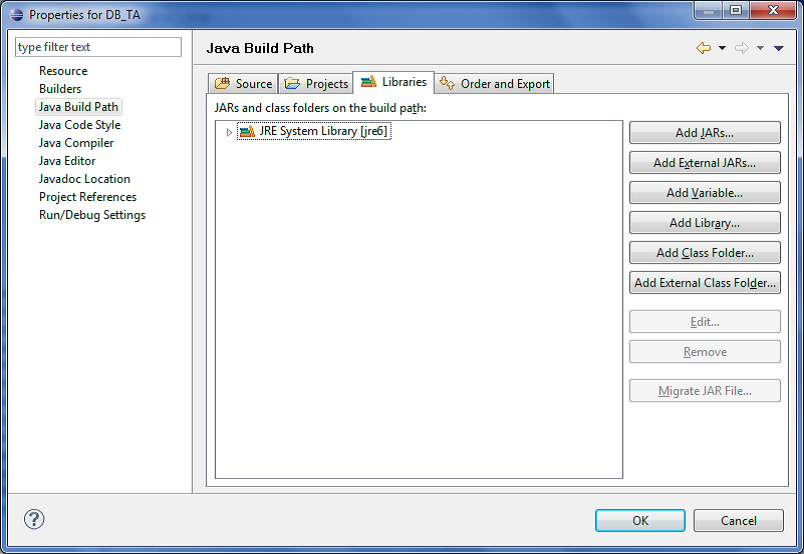 Properties for DB_TA
type filter text
Resource
Builders
Java Build Path
Java Code Style
Java Compiler
Java Editor
Javadoc Location
Project References
Run/Debug Settings
Java Build Path
Source Projects Libraries Order and Export
JARs and class folders on the build path:
JRE System Library [jre6]
Add JARs...
Add External JARs...
Add Variable...
Add Library...
Add Class Folder...
Add External Class Folder...
Edit...
Remove
Migrate JAR File...
OK Cancel